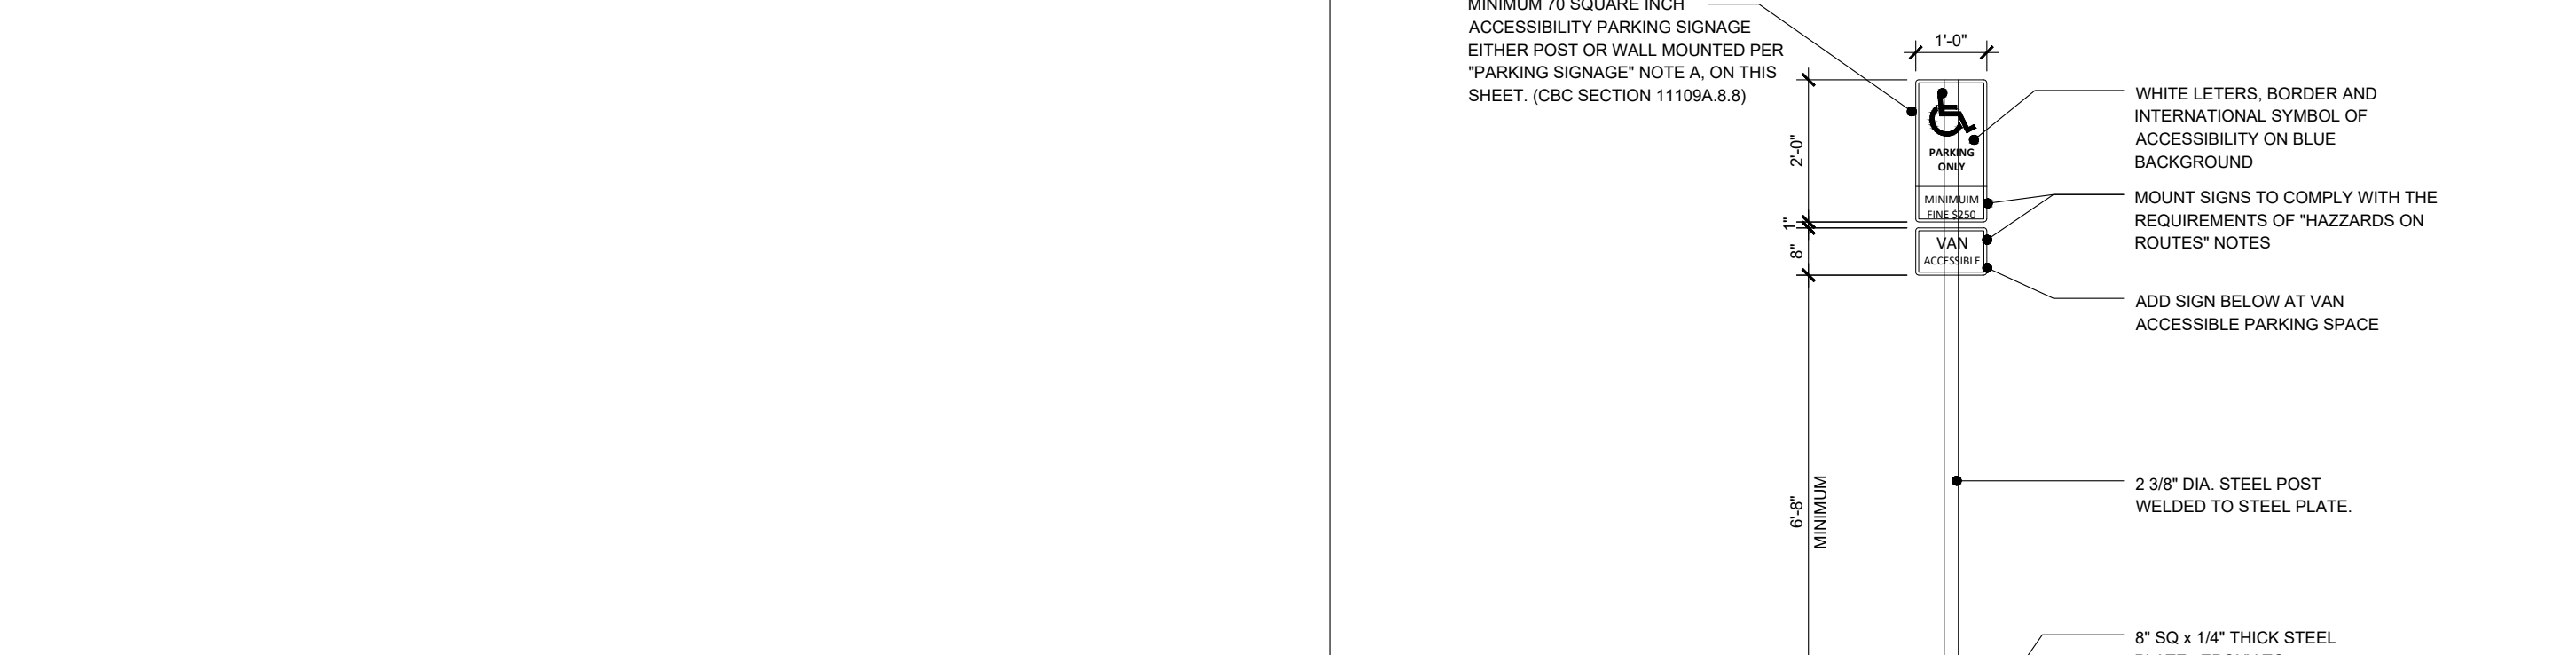 MINIMUM 70 SQUARE INCH
ACCESSIBILITY PARKING SIGNAGE
EITHER POST OR WALL MOUNTED PER
"PARKING SIGNAGE" NOTE A, ON THIS
SHEET. (CBC SECTION 11109A.8.8)
1'-0"
2'-0"
1"
8"
6'-8"
MINIMUM
PARKING
ONLY
MINIMUIM
FINE $250
VAN
ACCESSIBLE
WHITE LETERS, BORDER AND
INTERNATIONAL SYMBOL OF
ACCESSIBILITY ON BLUE
BACKGROUND
MOUNT SIGNS TO COMPLY WITH THE
REQUIREMENTS OF "HAZZARDS ON
ROUTES" NOTES
ADD SIGN BELOW AT VAN
ACCESSIBLE PARKING SPACE
2 3/8" DIA. STEEL POST
WELDED TO STEEL PLATE.
8" SQ x 1/4" THICK STEEL